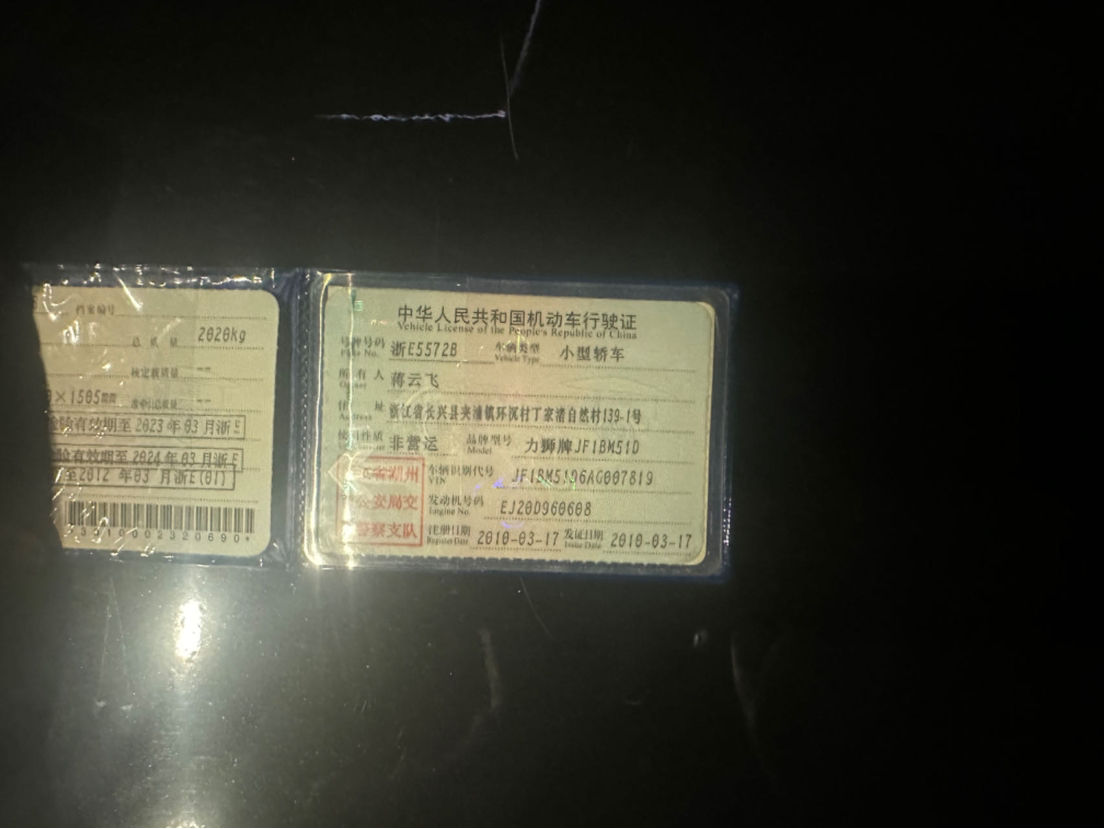 档案编号
总质量 2020kg
核定载质量 --
×1505mm 准牵引总质量 --
验有效期至2023年03月浙E
验有效期至2024年03月浙E
至2012年03月浙E(01)
3310002320690*
中华人民共和国机动车行驶证
Vehicle License of the People's Republic of China
号牌号码 浙E5572B 车辆类型 小型轿车
Plate No. Vehicle Type
所有人 蒋云飞
Owner
住址 浙江省长兴县夹浦镇环沉村丁家渚自然村139-1号
Address
使用性质 非营运 品牌型号 力狮牌JF1BM51D
Model
省湖州
公安局交
警察支队
车辆识别代号 JF1BM5106AG007819
VIN
发动机号码 EJ20D960608
Engine No.
注册日期 2010-03-17 发证日期 2010-03-17
Register Date Issue Date